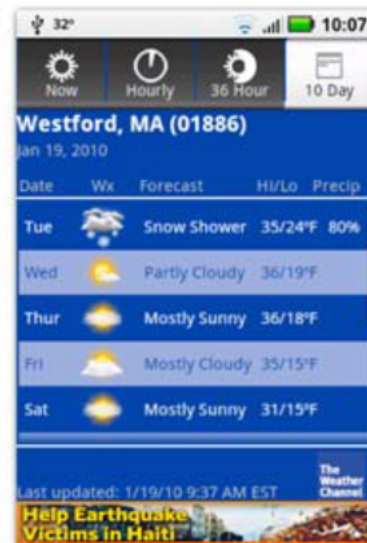 32° 10:07
Now Hourly 36 Hour 10 Day
Westford, MA (01886)
Jan 19, 2010
Date Wx Forecast Hi/Lo Precip
Tue Snow Shower 35/24°F 80%
Wed Partly Cloudy 36/19°F
Thur Mostly Sunny 36/18°F
Fri Mostly Cloudy 35/15°F
Sat Mostly Sunny 31/15°F
The
Weather
Channel
Last updated: 1/19/10 9:37 AM EST
Help Earthquake
Victims in Haiti